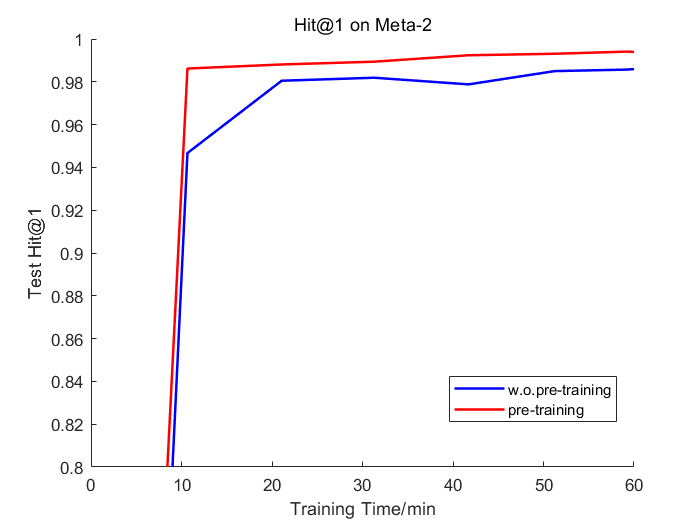 Hit@1 on Meta-2
1
0.98
0.96
0.94
0.92
0.9
0.88
0.86
0.84
0.82
0.8
Test Hit@1
w.o.pre-training
pre-training
0 10 20 30 40 50 60
Training Time/min